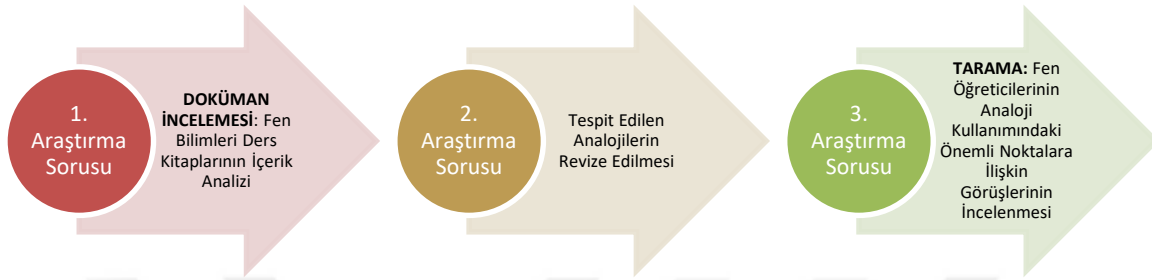 1.
Araştırma
Sorusu
DOKÜMAN
İNCELEMESİ: Fen
Bilimleri Ders
Kitaplarının İçerik
Analizi
2.
Araştırma
Sorusu
Tespit Edilen
Analojilerin
Revize Edilmesi
3.
Araştırma
Sorusu
TARAMA: Fen
Öğreticilerinin
Analoji
Kullanımındaki
Önemli Noktalara
İlişkin
Görüşlerinin
İncelenmesi